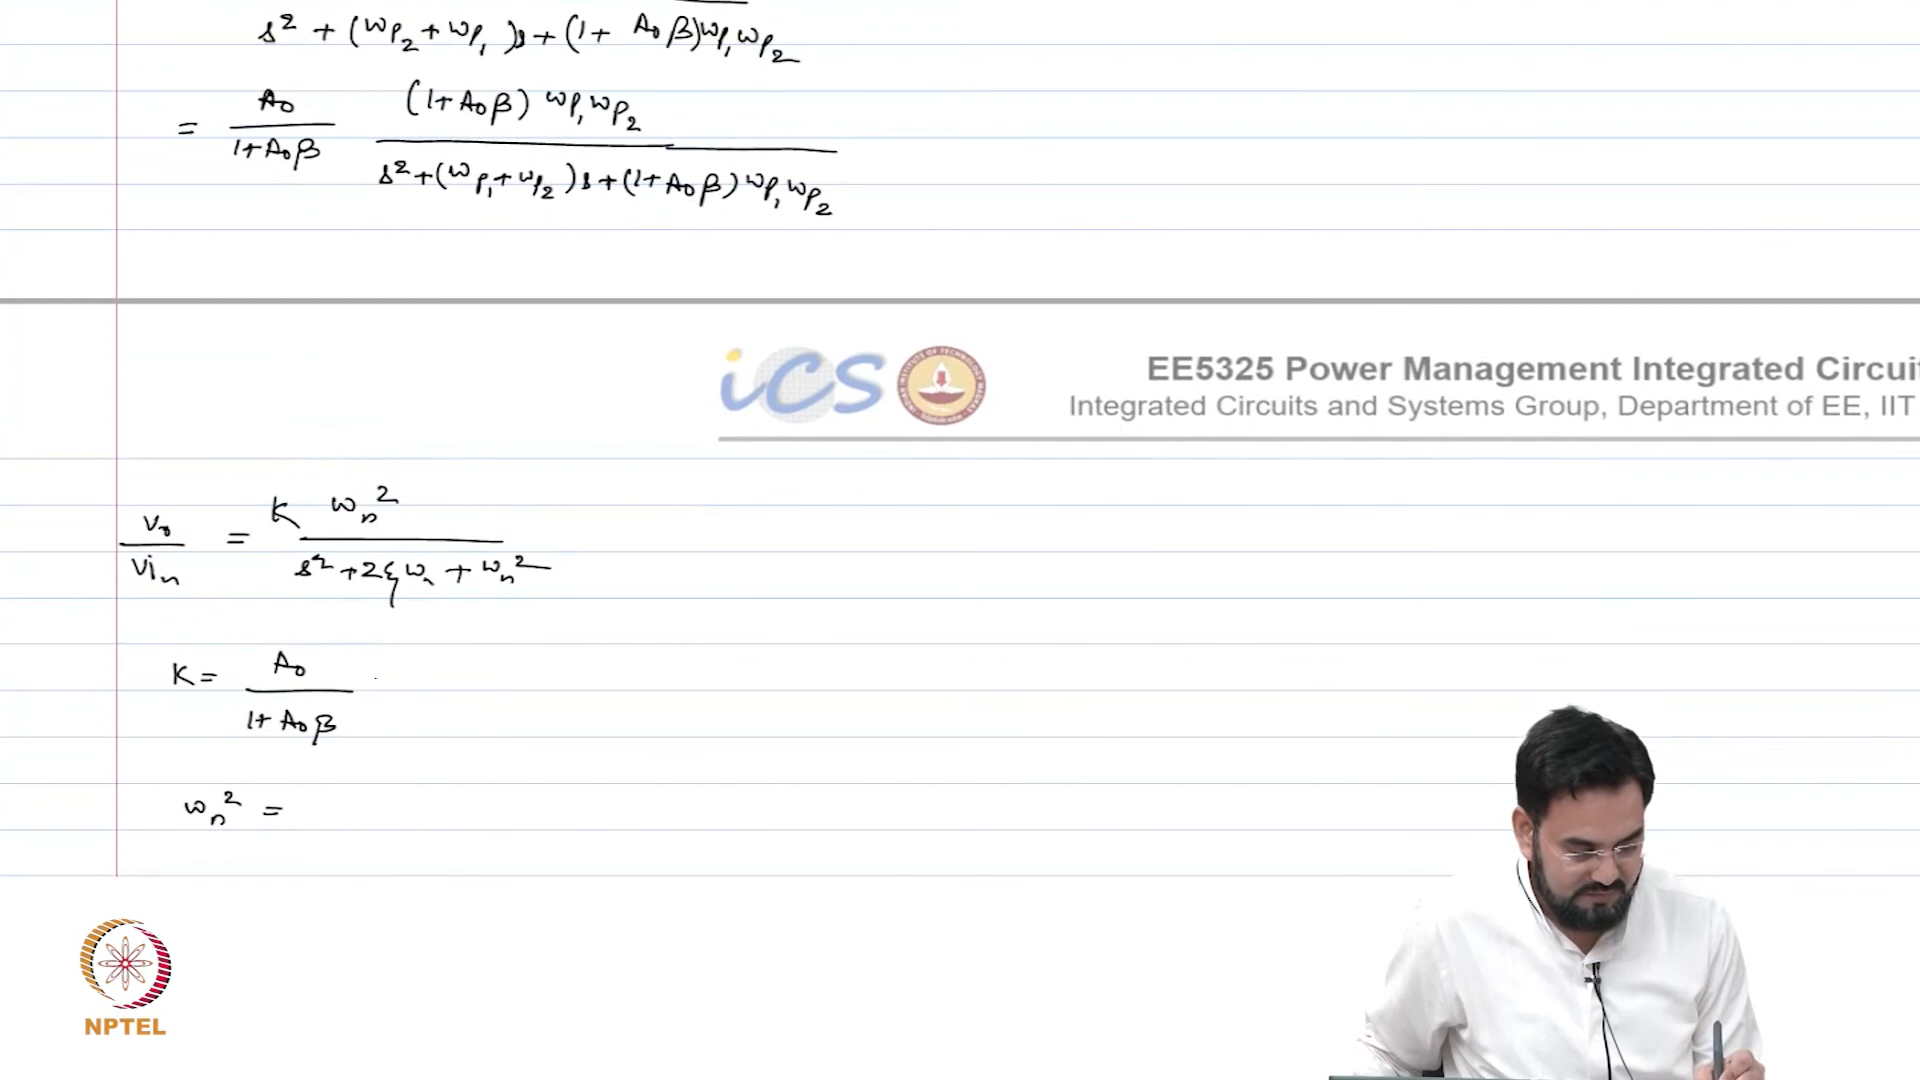 s² + (ωp₂ + ωp₁)s + (1 + A₀β)ωp₁ωp₂
= A₀ / (1+A₀β) (1+A₀β) ωp₁ωp₂ / (s² + (ωp₁ + ωp₂)s + (1+A₀β)ωp₁ωp₂)
iCS
EE5325 Power Management Integrated Circui
Integrated Circuits and Systems Group, Department of EE, IIT
v₀ / vin = K ωn² / (s² + 2ξωn + ωn²)
K = A₀ / (1 + A₀β)
ωn² =
NPTEL